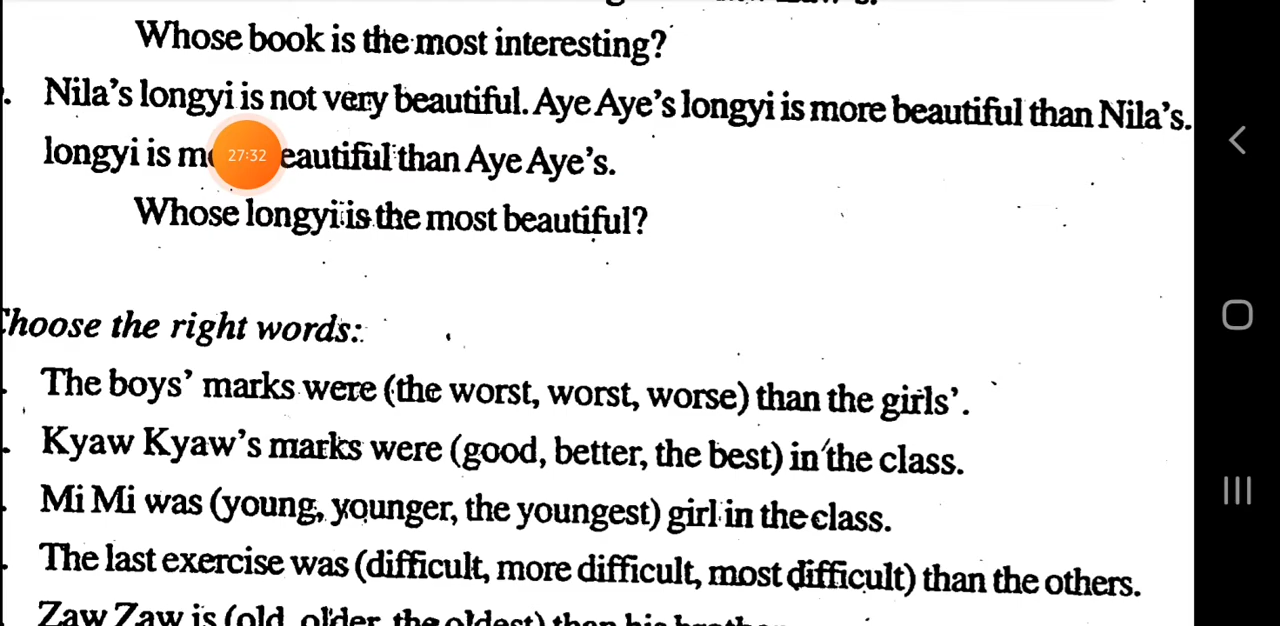 Whose book is the most interesting?
. Nila's longyi is not very beautiful. Aye Aye's longyi is more beautiful than Nila's.
longyi is 27:32 than Aye Aye's.
Whose longyi is the most beautiful?
Choose the right words:
. The boys' marks were (the worst, worst, worse) than the girls'.
. Kyaw Kyaw's marks were (good, better, the best) in the class.
. Mi Mi was (young, younger, the youngest) girl in the class.
. The last exercise was (difficult, more difficult, most difficult) than the others.
Zaw Zaw is (old, older, the oldest) than his